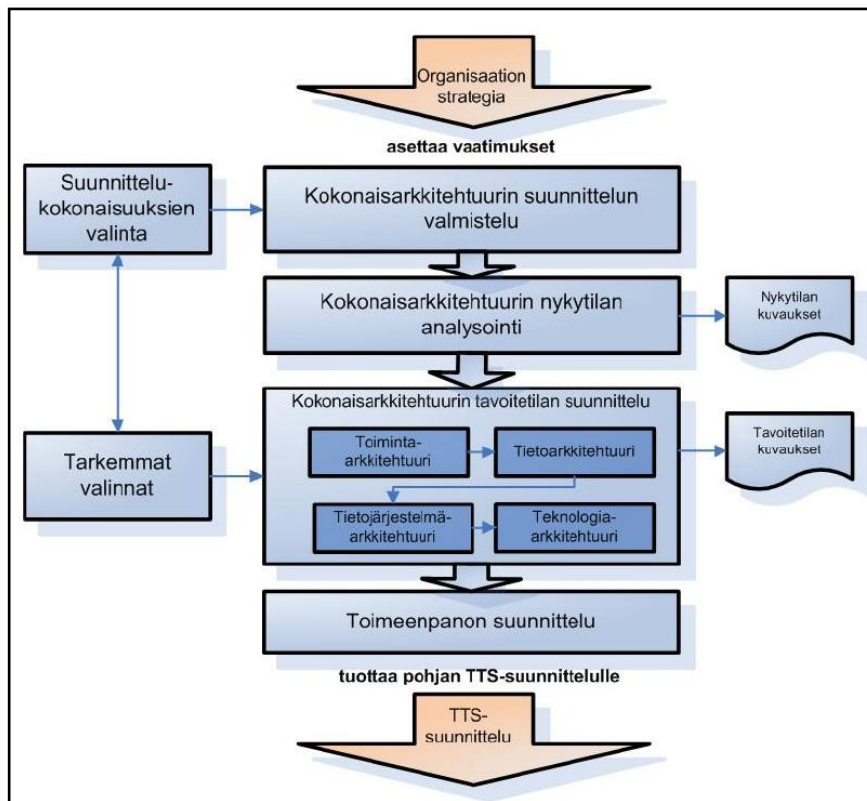 Organisaation
strategia
asettaa vaatimukset
Suunnittelu-
kokonaisuuksien
valinta
Kokonaisarkkitehtuurin suunnittelun
valmistelu
Kokonaisarkkitehtuurin nykytilan
analysointi
Nykytilan
kuvaukset
Kokonaisarkkitehtuurin tavoitetilan suunnittelu
Toiminta-
arkkitehtuuri
Tietoarkkitehtuuri
Tietojärjestelmä-
arkkitehtuuri
Teknologia-
arkkitehtuuri
Tavoitetilan
kuvaukset
Tarkemmat
valinnat
Toimeenpanon suunnittelu
tuottaa pohjan TTS-suunnittelulle
TTS-
suunnittelu